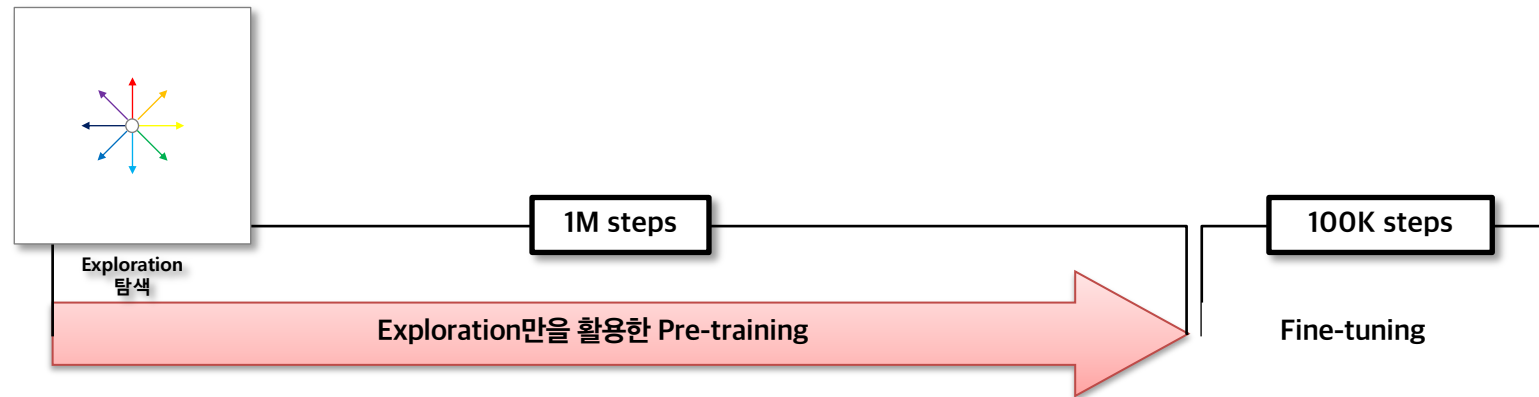 1M steps
100K steps
Exploration
탐색
Exploration만을 활용한 Pre-training
Fine-tuning